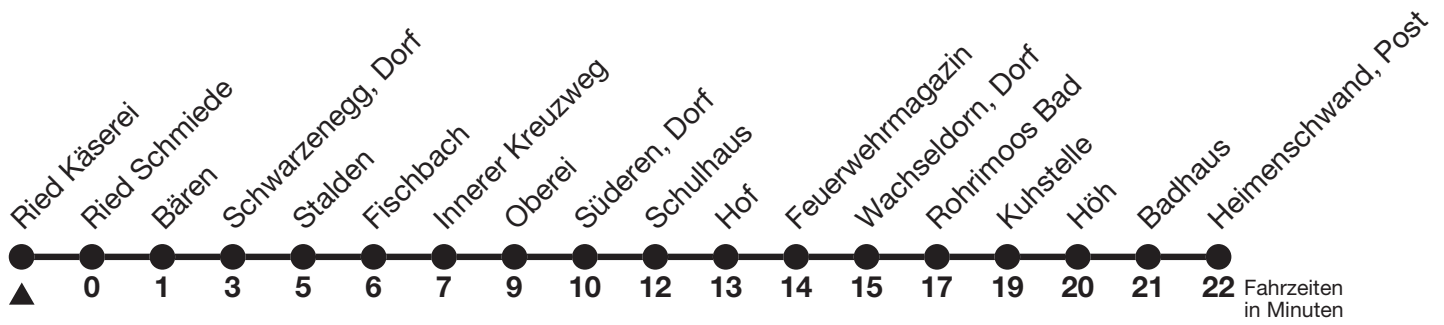 Ried Käserei
Ried Schmiede
Bären
Schwarzenegg, Dorf
Stalden
Fischbach
Innerer Kreuzweg
Oberei
Süderen, Dorf
Schulhaus
Hof
Feuerwehrmagazin
Wachseldorn, Dorf
Rohrimoos Bad
Kuhstelle
Höh
Badhaus
Heimenschwand, Post
0 1 3 5 6 7 9 10 12 13 14 15 17 19 20 21 22 Fahrzeiten
in Minuten